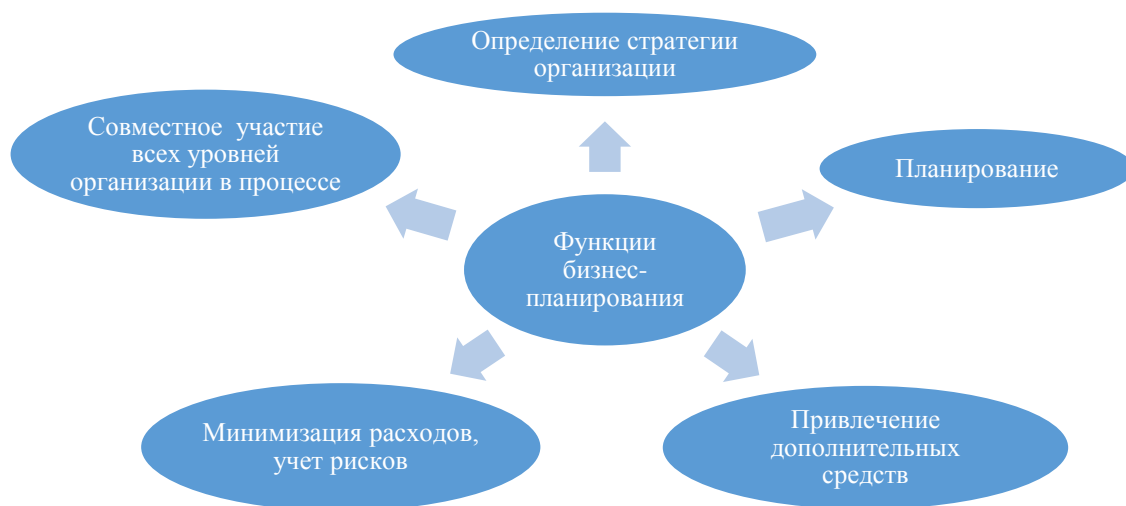 Определение стратегии
организации
Совместное участие
всех уровней
организации в процессе
Планирование
Функции
бизнес-
планирования
Минимизация расходов,
учет рисков
Привлечение
дополнительных
средств